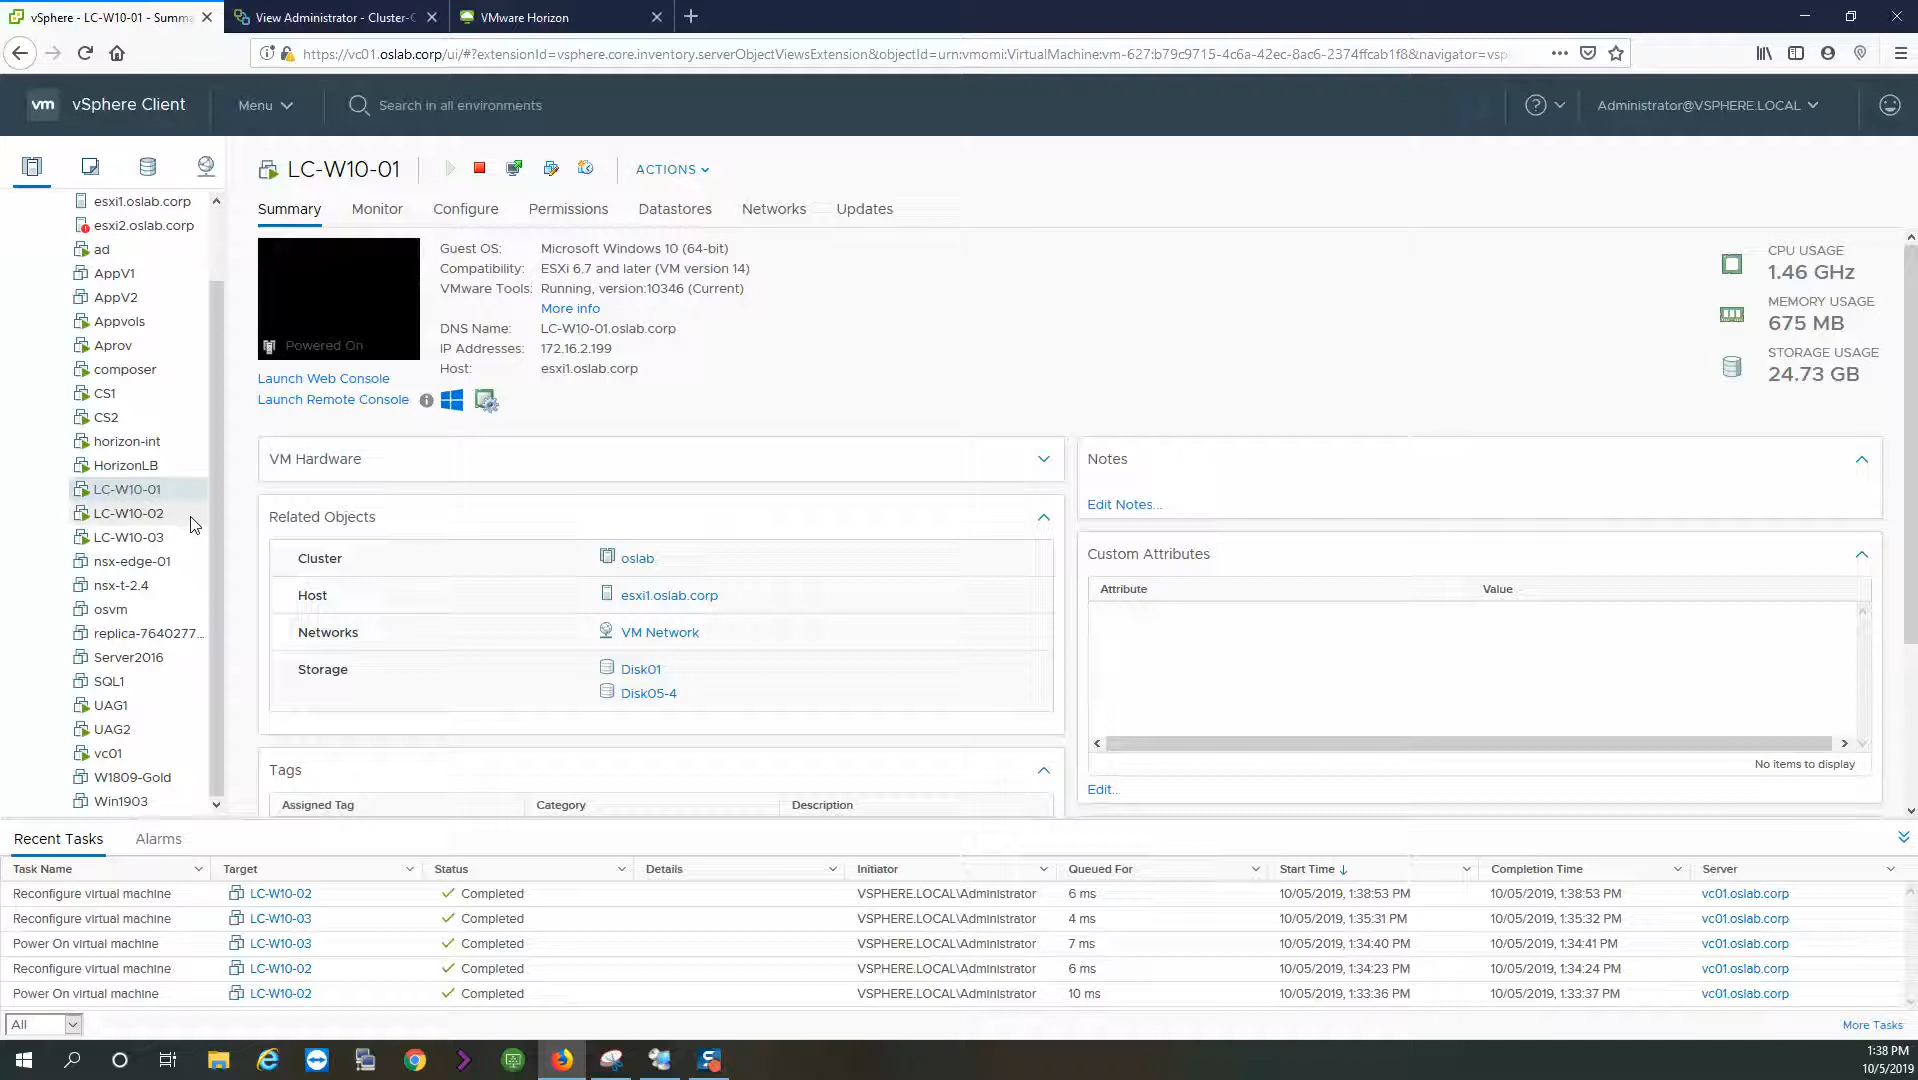 vSphere - LC-W10-01 - Summa
View Administrator - Cluster-C
VMware Horizon
https://vc01.oslab.corp/ui/#?extensionId=vsphere.core.inventory.serverObjectViewsExtension&objectId=urn:vmomi:VirtualMachine:vm-627:b79c9715-4c6a-42ec-8ac6-2374ffcab1f8&navigator=vsp
vm vSphere Client Menu Search in all environments ? Administrator@VSPHERE.LOCAL
esxi1.oslab.corp
esxi2.oslab.corp
ad
AppV1
AppV2
Appvols
Aprov
composer
CS1
CS2
horizon-int
HorizonLB
LC-W10-01
LC-W10-02
LC-W10-03
nsx-edge-01
nsx-t-2.4
osvm
replica-7640277...
Server2016
SQL1
UAG1
UAG2
vc01
W1809-Gold
Win1903
LC-W10-01 ACTIONS
Summary Monitor Configure Permissions Datastores Networks Updates
Powered On
Launch Web Console
Launch Remote Console
Guest OS: Microsoft Windows 10 (64-bit)
Compatibility: ESXi 6.7 and later (VM version 14)
VMware Tools: Running, version:10346 (Current)
More info
DNS Name: LC-W10-01.oslab.corp
IP Addresses: 172.16.2.199
Host: esxi1.oslab.corp
CPU USAGE
1.46 GHz
MEMORY USAGE
675 MB
STORAGE USAGE
24.73 GB
VM Hardware
Related Objects
Cluster oslab
Host esxi1.oslab.corp
Networks VM Network
Storage Disk01
Disk05-4
Tags
Assigned Tag Category Description
Notes
Edit Notes...
Custom Attributes
Attribute Value
No items to display
Edit...
Recent Tasks Alarms
Task Name Target Status Details Initiator Queued For Start Time Completion Time Server
Reconfigure virtual machine LC-W10-02 Completed VSPHERE.LOCAL\Administrator 6 ms 10/05/2019, 1:38:53 PM 10/05/2019, 1:38:53 PM vc01.oslab.corp
Reconfigure virtual machine LC-W10-03 Completed VSPHERE.LOCAL\Administrator 4 ms 10/05/2019, 1:35:31 PM 10/05/2019, 1:35:32 PM vc01.oslab.corp
Power On virtual machine LC-W10-03 Completed VSPHERE.LOCAL\Administrator 7 ms 10/05/2019, 1:34:40 PM 10/05/2019, 1:34:41 PM vc01.oslab.corp
Reconfigure virtual machine LC-W10-02 Completed VSPHERE.LOCAL\Administrator 6 ms 10/05/2019, 1:34:23 PM 10/05/2019, 1:34:24 PM vc01.oslab.corp
Power On virtual machine LC-W10-02 Completed VSPHERE.LOCAL\Administrator 10 ms 10/05/2019, 1:33:36 PM 10/05/2019, 1:33:37 PM vc01.oslab.corp
All More Tasks
1:38 PM
10/5/2019